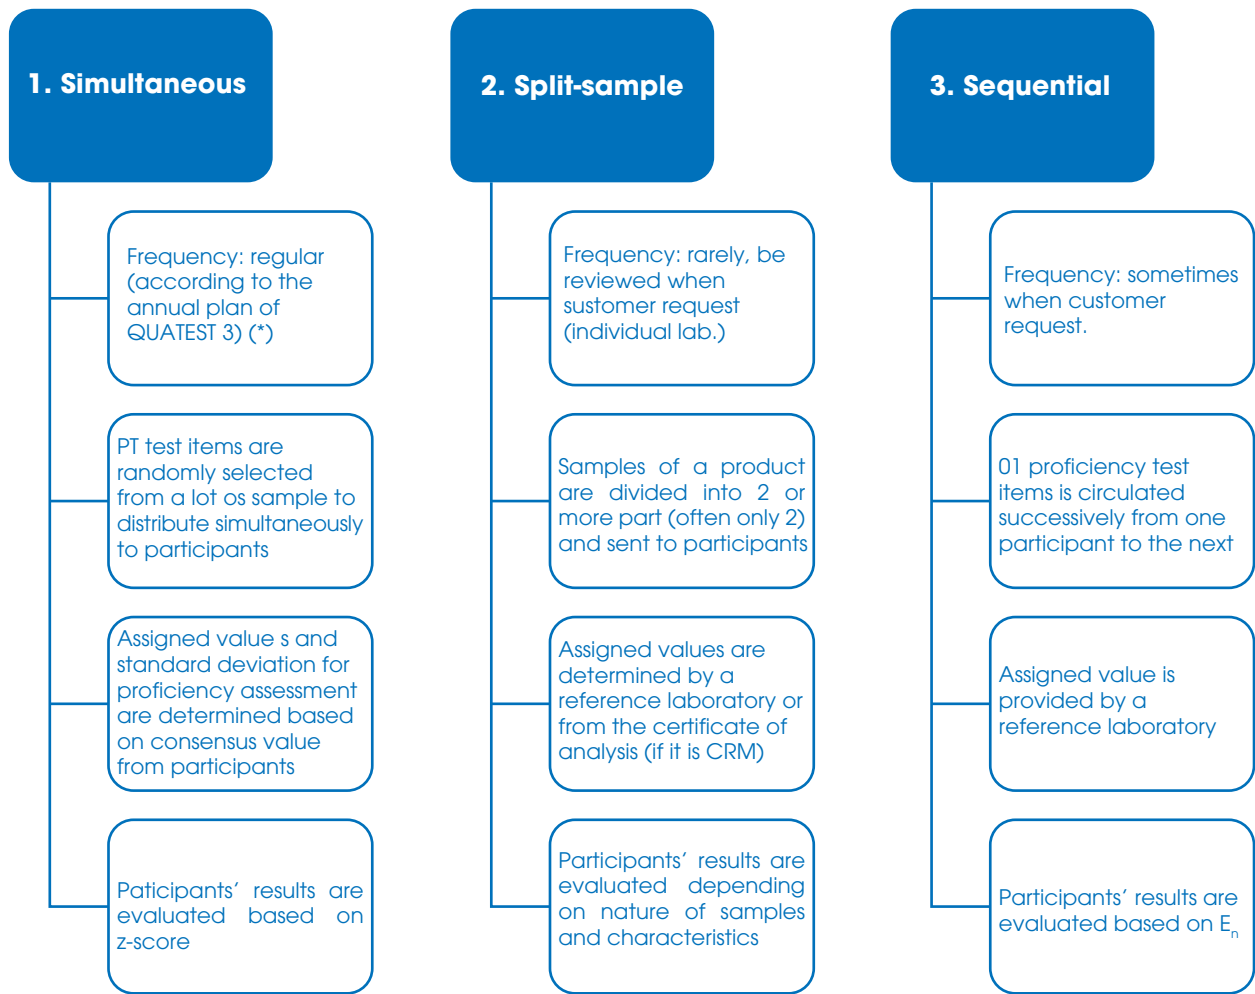 1. Simultaneous
Frequency: regular
(according to the
annual plan of
QUATEST 3) (*)
PT test items are
randomly selected
from a lot os sample to
distribute simultaneously
to participants
Assigned value s and
standard deviation for
proficiency assessment
are determined based
on consensus value
from participants
Paticipants’ results are
evaluated based on
z-score
2. Split-sample
Frequency: rarely, be
reviewed when
sustomer request
(individual lab.)
Samples of a product
are divided into 2 or
more part (often only 2)
and sent to participants
Assigned values are
determined by a
reference laboratory or
from the certificate of
analysis (if it is CRM)
Participants’ results are
evaluated depending
on nature of samples
and characteristics
3. Sequential
Frequency: sometimes
when customer
request.
01 proficiency test
items is circulated
successively from one
participant to the next
Assigned value is
provided by a
reference laboratory
Participants’ results are
evaluated based on Eₙ